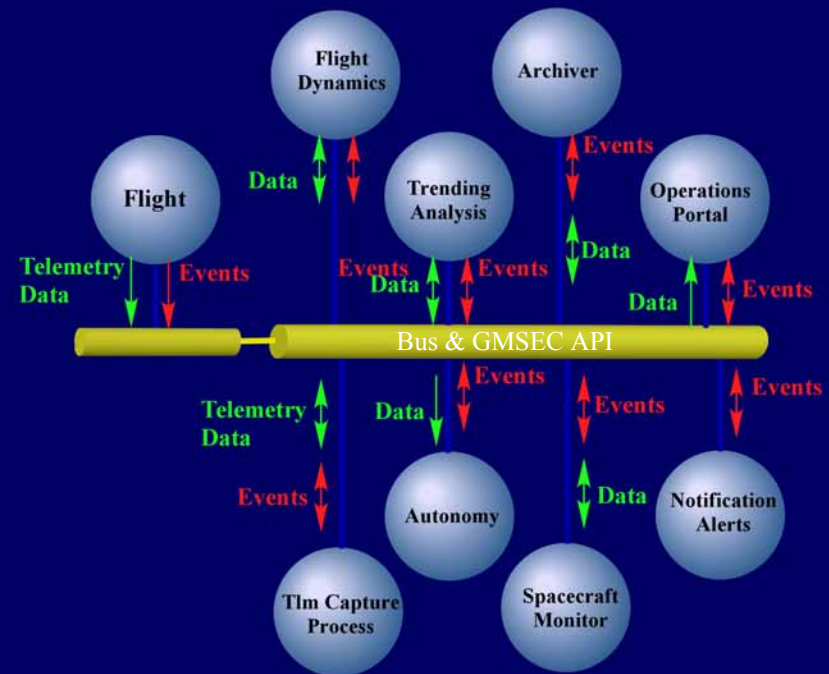 Flight
Dynamics
Archiver
Events
Data
Flight
Trending
Analysis
Operations
Portal
Telemetry
Data
Events
Events
Data
Events
Data
Data
Events
Bus & GMSEC API
Telemetry
Data
Data
Events
Events
Events
Events
Data
Autonomy
Notification
Alerts
Tlm Capture
Process
Spacecraft
Monitor